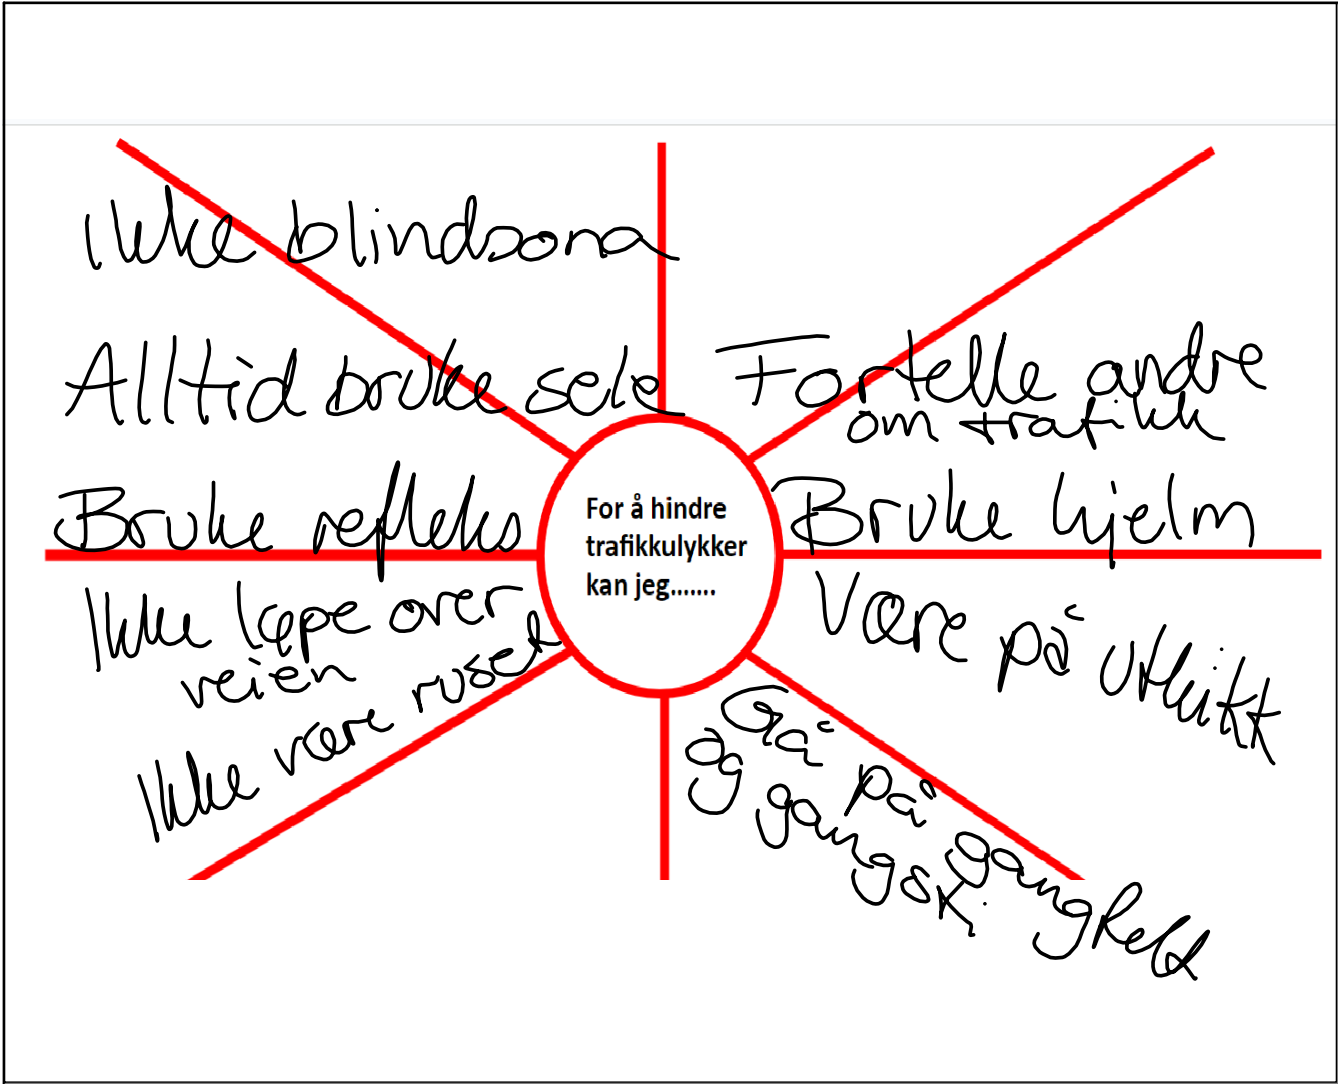 Ikke blindsona
Alltid bruke sele
Bruke refleks
Ikke løpe over
veien
Ikke være ruset
For å hindre
trafikkulykker
kan jeg.......
Fortelle andre
om trafikk
Bruke hjelm
Være på utkikk
Gå på gangfelt
og gangsti